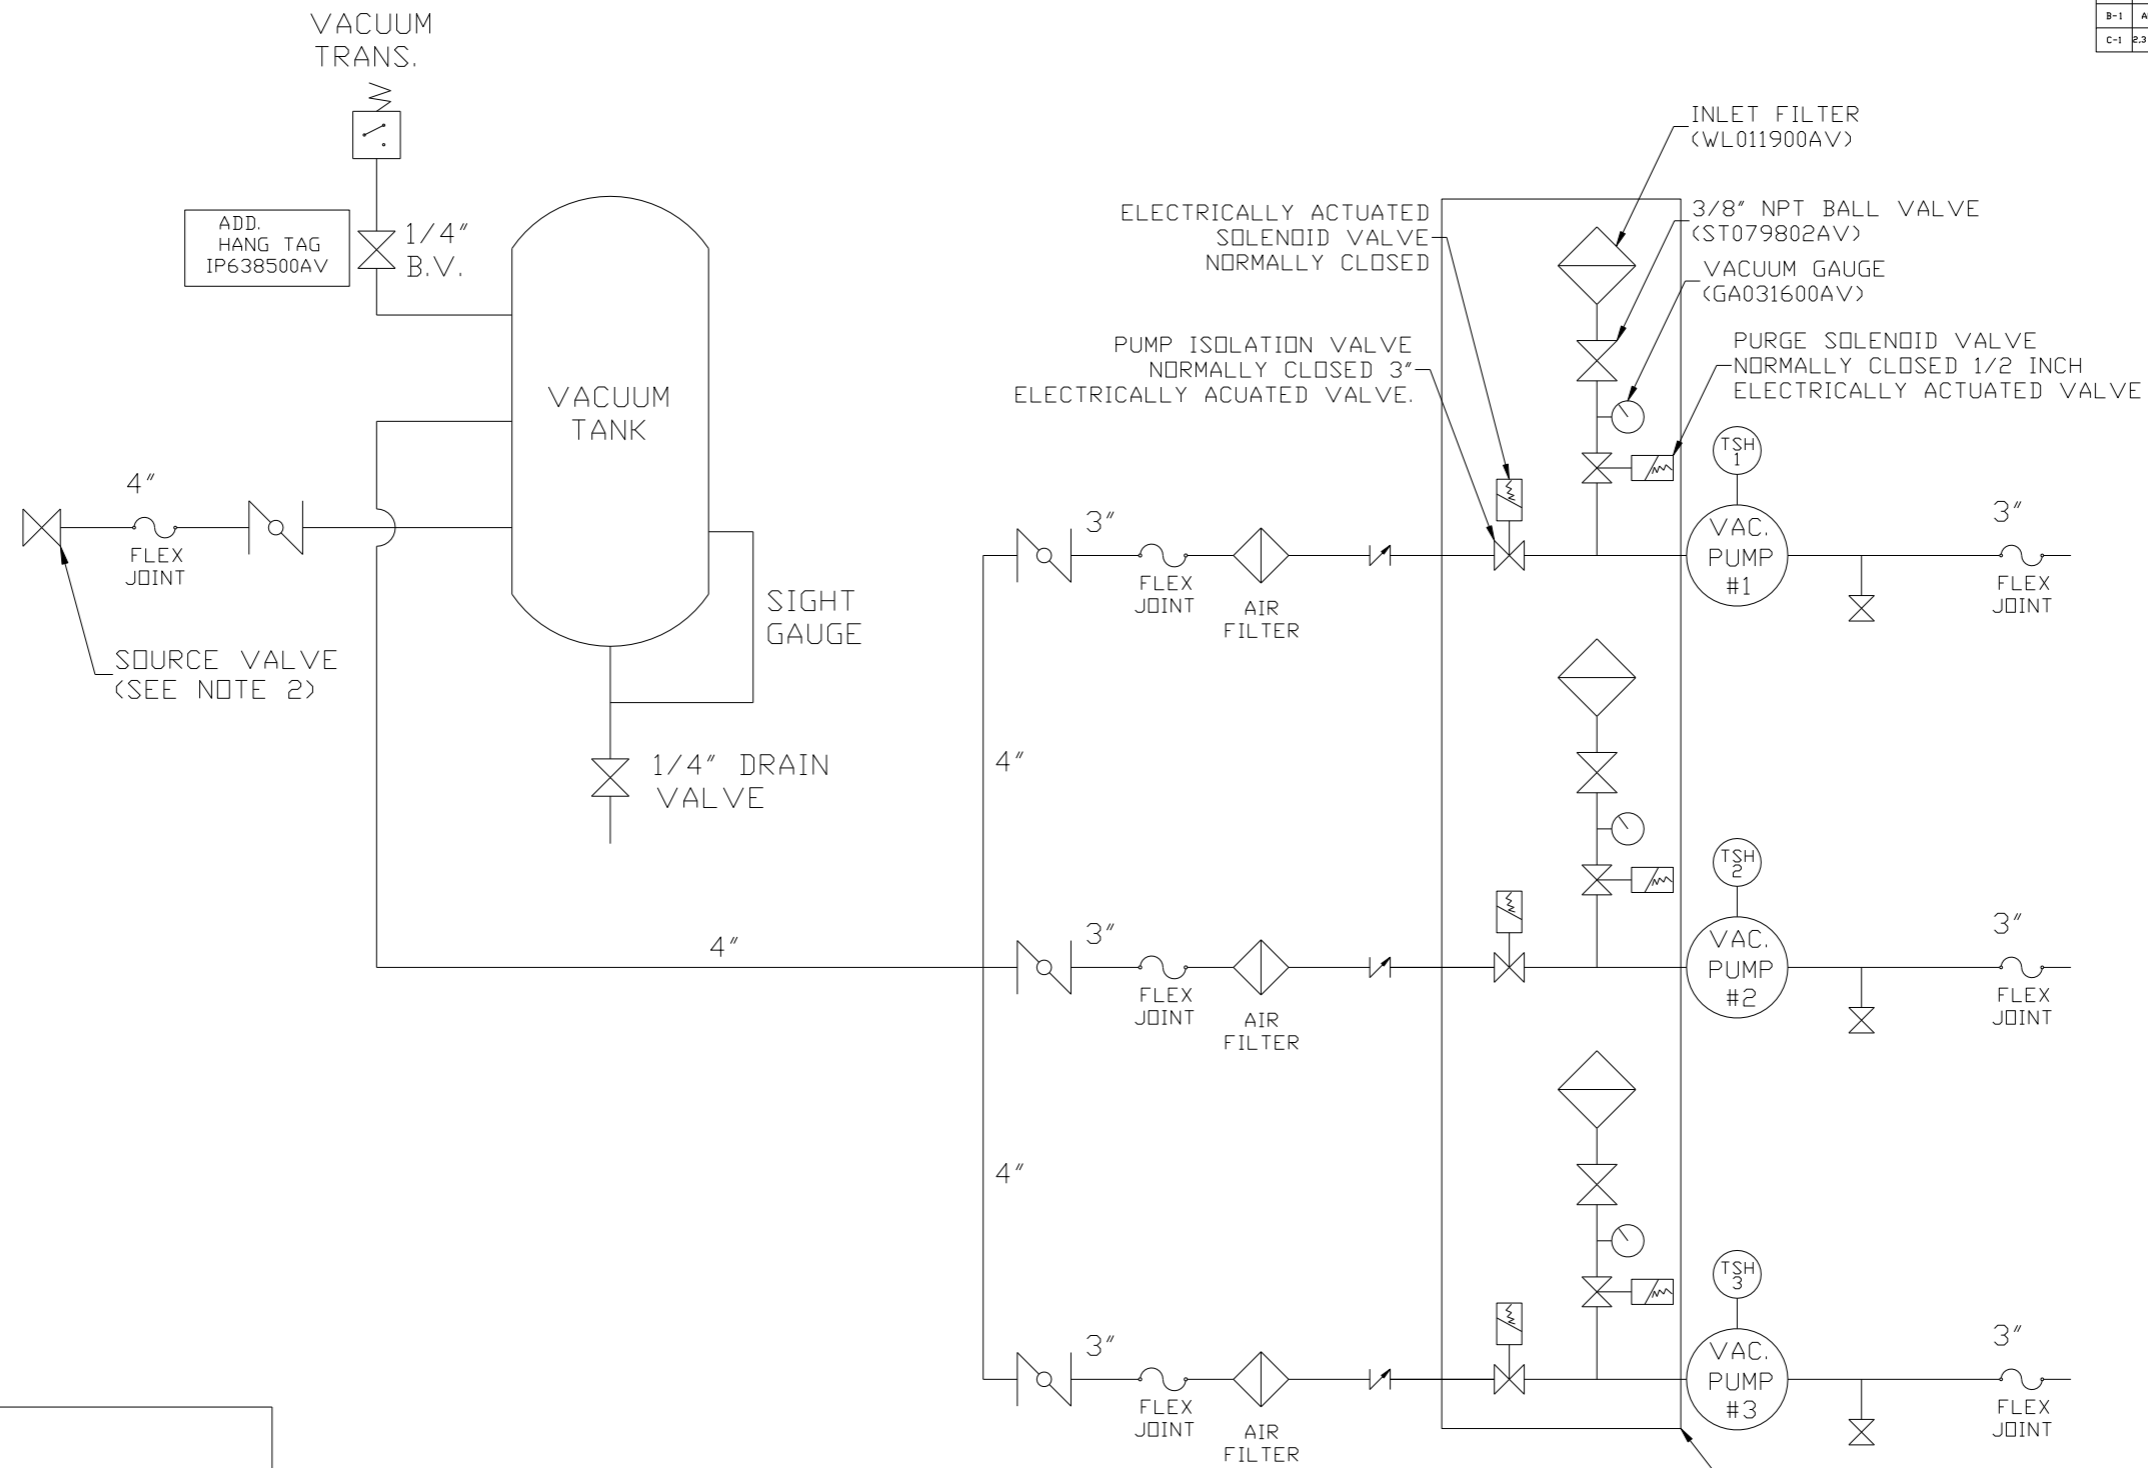 B-1 A
C-1 2.3
VACUUM
TRANS.
ADD.
HANG TAG
IP638500AV
1/4"
B.V.
VACUUM
TANK
4"
FLEX
JOINT
SOURCE VALVE
(SEE NOTE 2)
SIGHT
GAUGE
1/4" DRAIN
VALVE
4"
4"
4"
INLET FILTER
(WL011900AV)
ELECTRICALLY ACTUATED
SOLENOID VALVE
NORMALLY CLOSED
3/8" NPT BALL VALVE
(ST079802AV)
VACUUM GAUGE
(GA031600AV)
PUMP ISOLATION VALVE
NORMALLY CLOSED 3"
ELECTRICALLY ACUATED VALVE.
PURGE SOLENOID VALVE
NORMALLY CLOSED 1/2 INCH
ELECTRICALLY ACTUATED VALVE
3"
FLEX
JOINT
AIR
FILTER
TSH
1
VAC.
PUMP
#1
3"
FLEX
JOINT
3"
FLEX
JOINT
AIR
FILTER
TSH
2
VAC.
PUMP
#2
3"
FLEX
JOINT
3"
FLEX
JOINT
AIR
FILTER
TSH
3
VAC.
PUMP
#3
3"
FLEX
JOINT